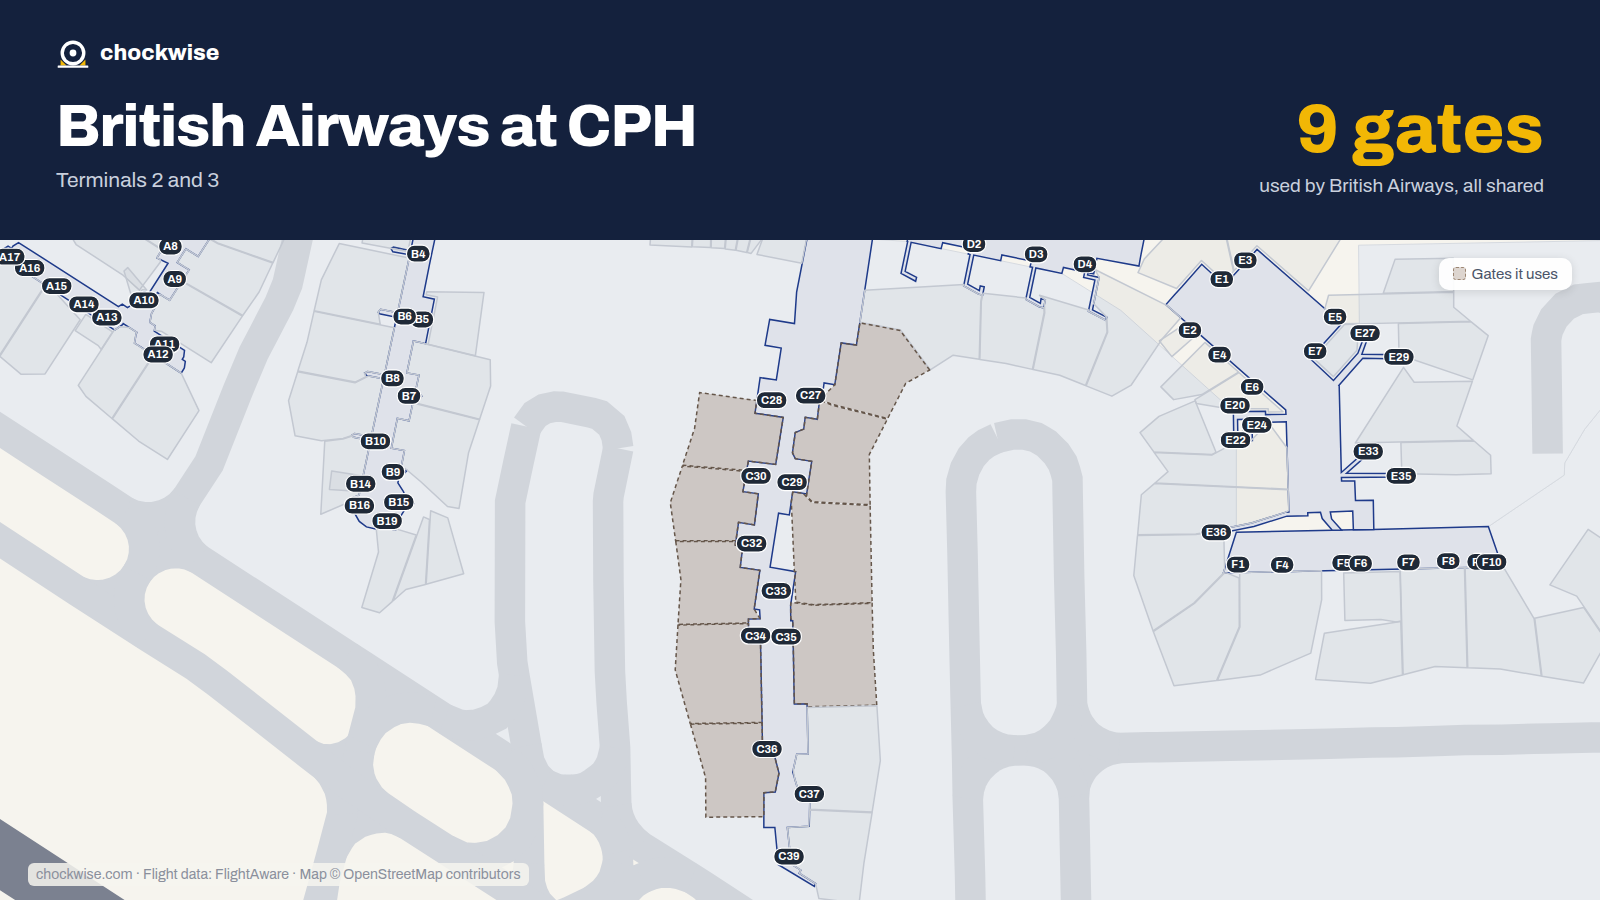 chockwise
British Airways at CPH
Terminals 2 and 3
9 gates
used by British Airways, all shared
Gates it uses
A8
A17
A16
A9
A15
A10
A14
A13
A11
A12
B4
B6
B5
B8
B7
B10
B9
B14
B16
B15
B19
C28
C27
C30
C29
C32
C33
C34
C35
C36
C37
C39
D2
D3
D4
E3
E1
E5
E2
E27
E7
E4
E29
E6
E20
E24
E22
E33
E35
E36
F1
F4
F5
F6
F7
F8
F10
chockwise.com · Flight data: FlightAware · Map © OpenStreetMap contributors